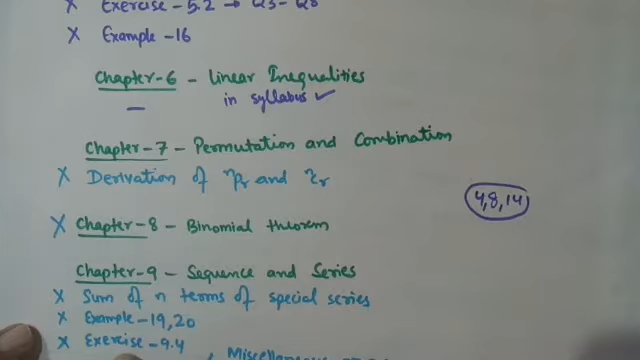 X Exercise -5.2 → Q3- Q8
X Example -16
Chapter-6 - Linear Inequalities
- in syllabus ✓
Chapter-7 - Permutation and Combination
X Derivation of ⁿPr and ⁿCr
4,8,14
X Chapter-8 - Binomial theorem
Chapter-9 - Sequence and Series
X Sum of n terms of special series
X Example -19,20
X Exercise -9.4